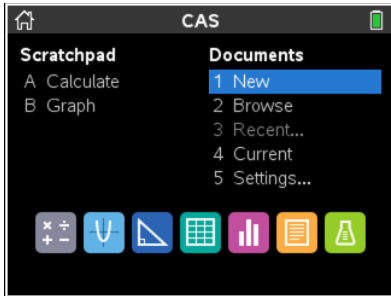 CAS
Scratchpad
A Calculate
B Graph
Documents
1 New
2 Browse
3 Recent...
4 Current
5 Settings...